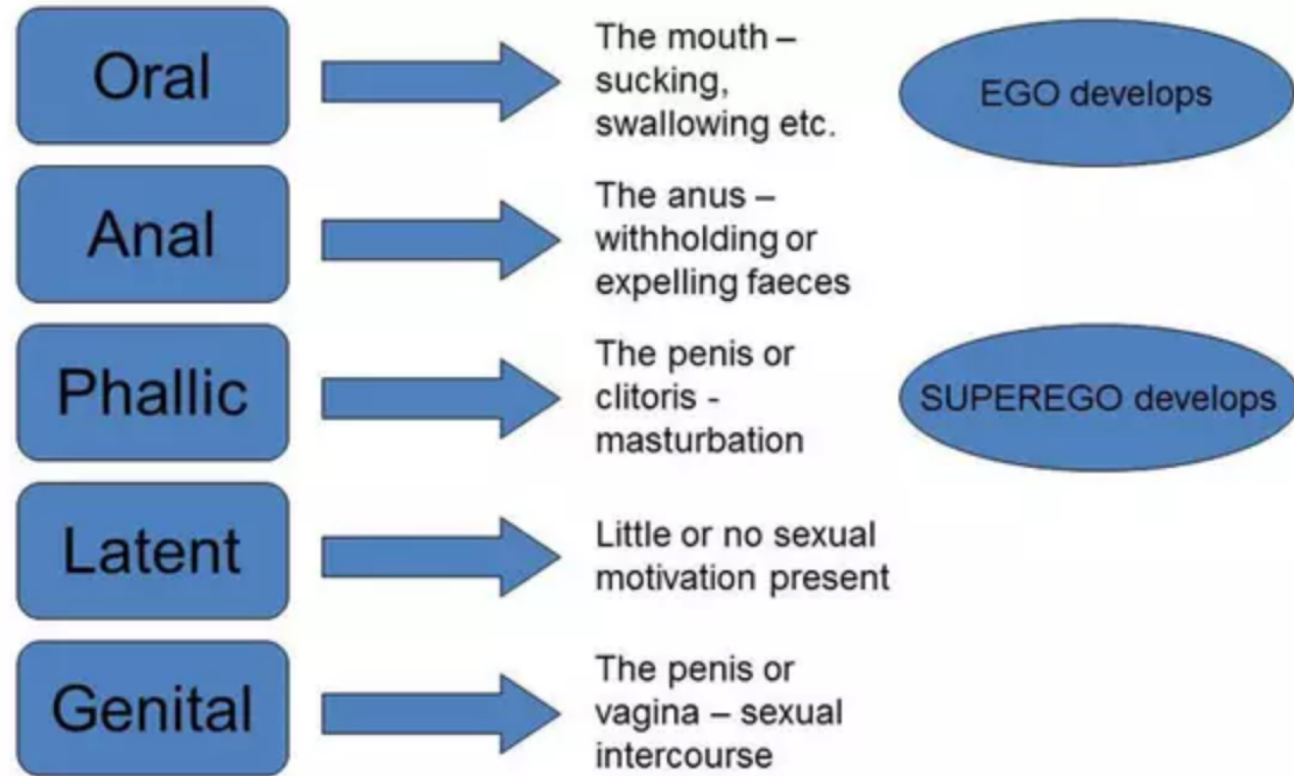 Oral
The mouth –
sucking,
swallowing etc.
EGO develops
Anal
The anus –
withholding or
expelling faeces
Phallic
The penis or
clitoris -
masturbation
SUPEREGO develops
Latent
Little or no sexual
motivation present
Genital
The penis or
vagina – sexual
intercourse